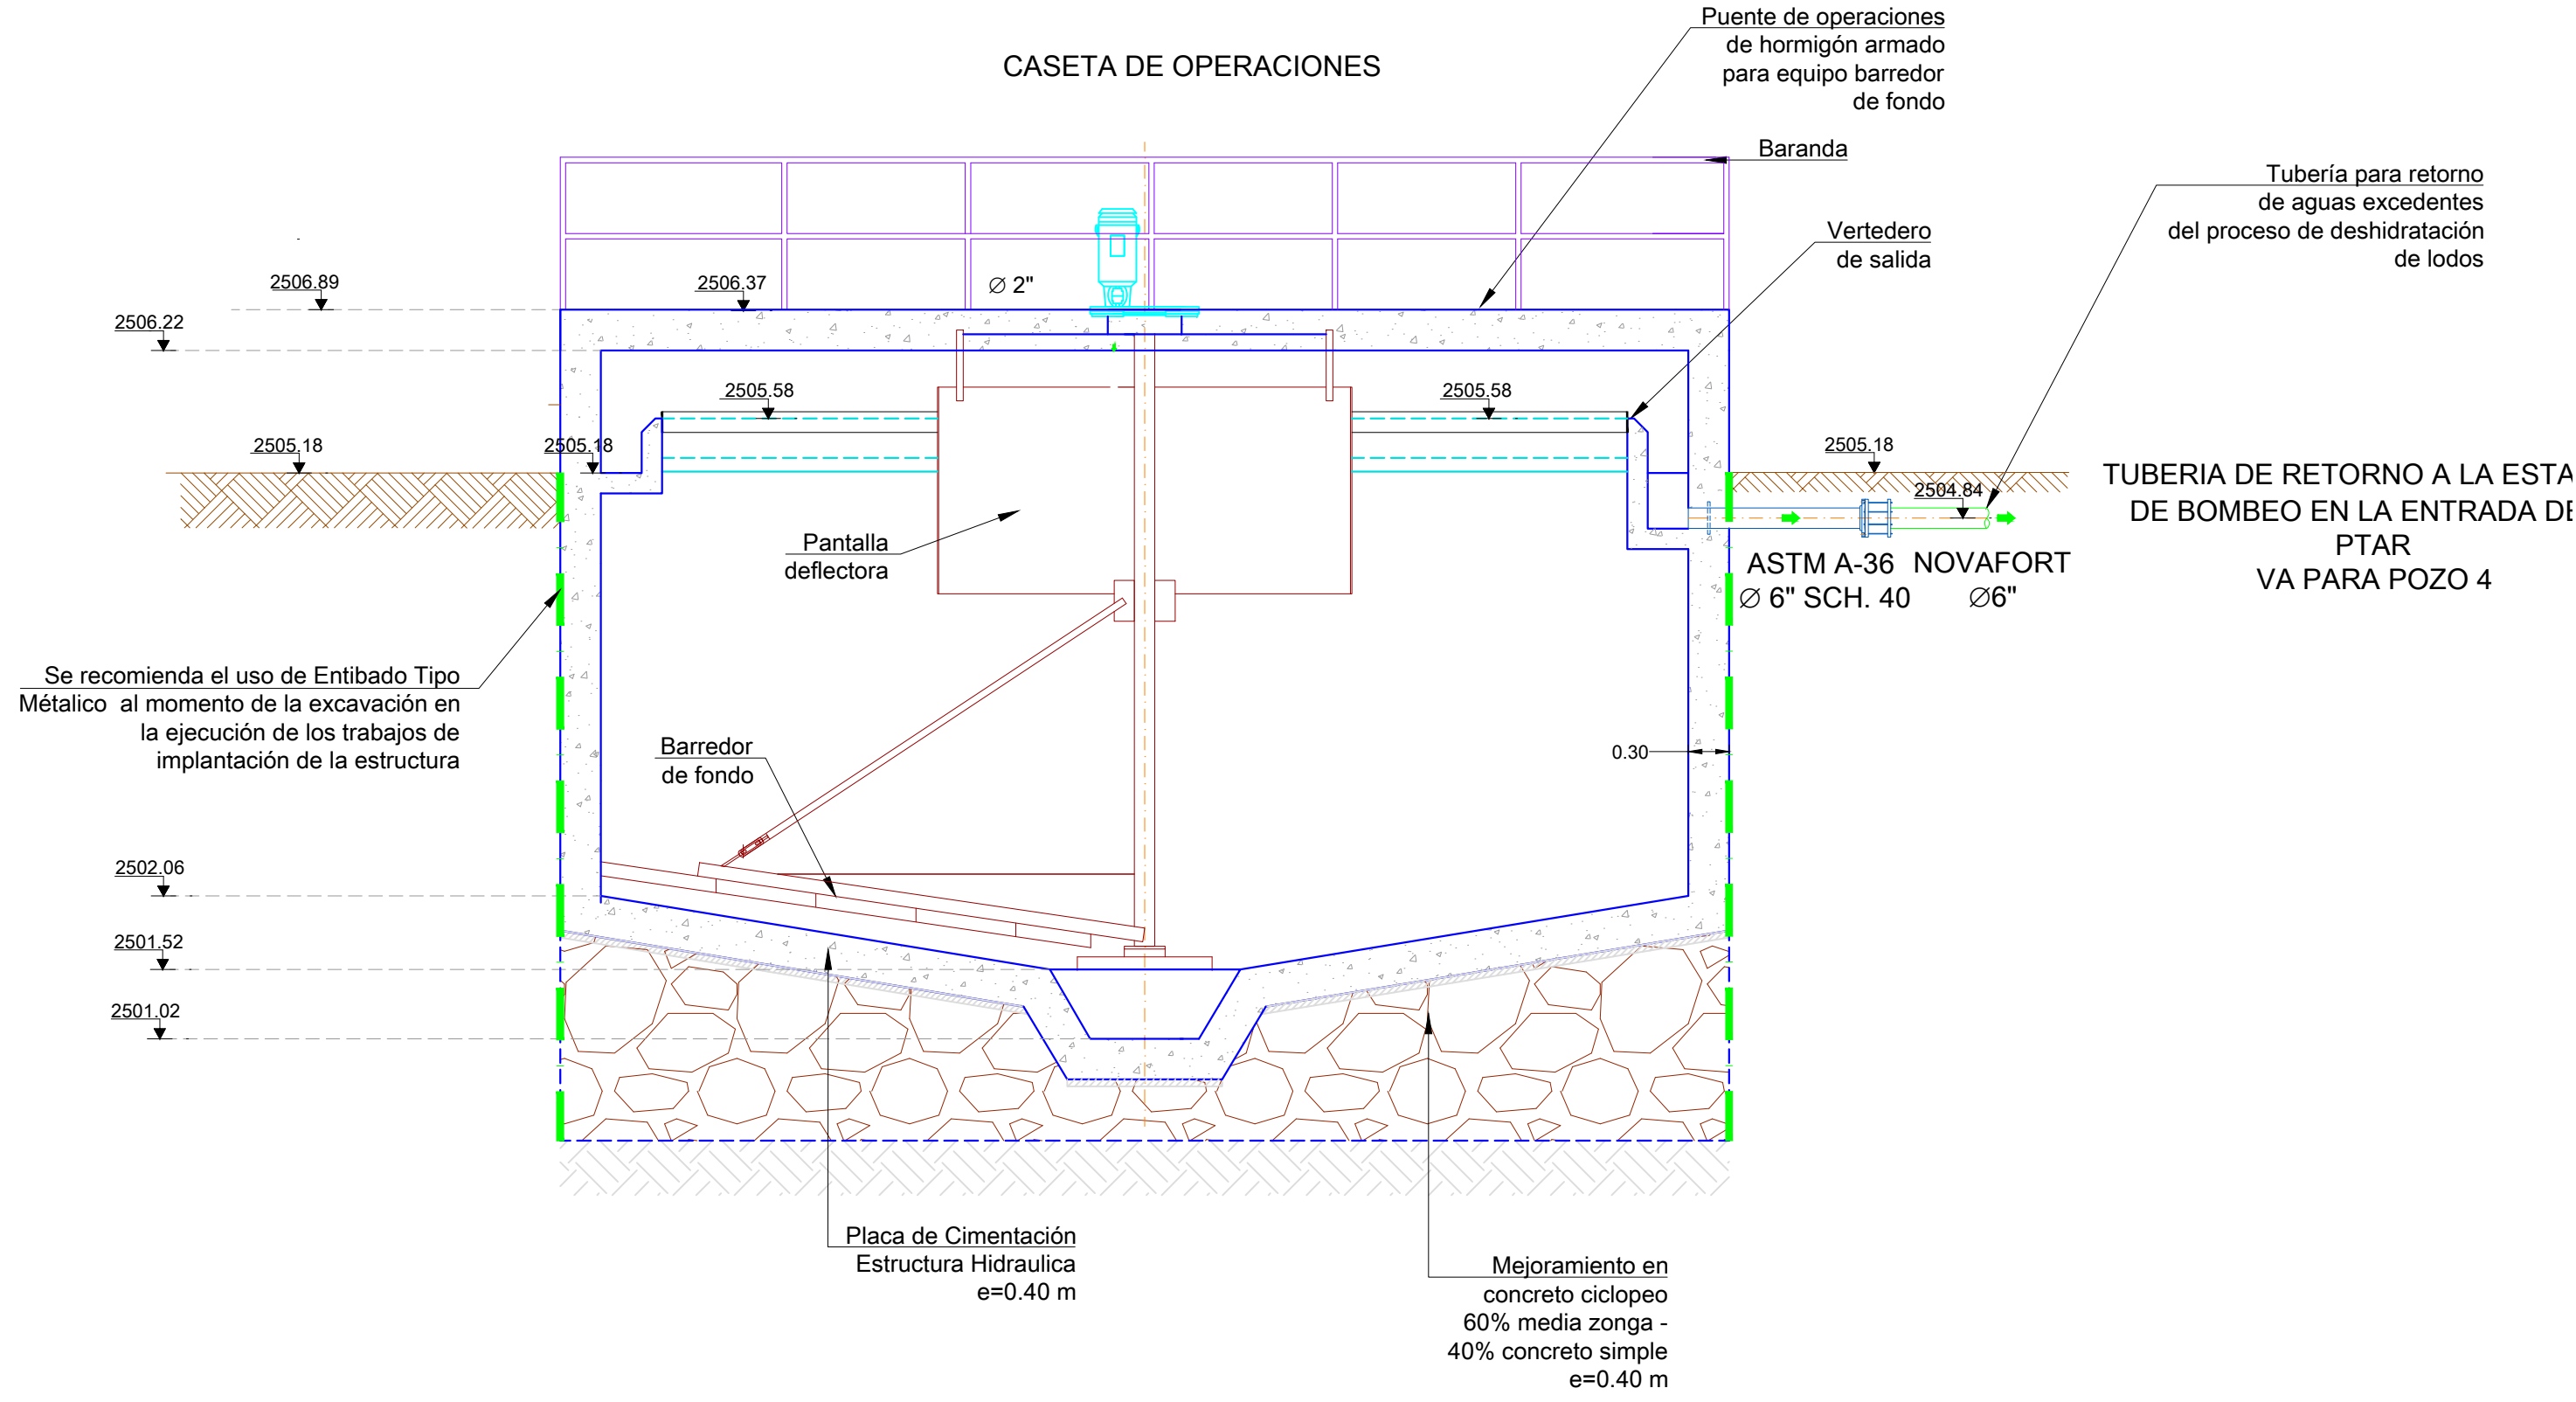 Puente de operaciones
de hormigón armado
para equipo barredor
de fondo
CASETA DE OPERACIONES
Baranda
Tubería para retorno
de aguas excedentes
del proceso de deshidratación
de lodos
Vertedero
de salida
2506.89
2506.37
Ø 2"
2506.22
2505.58
2505.58
2505.18
2505.18
2505.18
2504.84
TUBERIA DE RETORNO A LA ESTA
DE BOMBEO EN LA ENTRADA DE
PTAR
VA PARA POZO 4
Pantalla
deflectora
ASTM A-36
Ø 6" SCH. 40
NOVAFORT
Ø6"
Se recomienda el uso de Entibado Tipo
Métalico al momento de la excavación en
la ejecución de los trabajos de
implantación de la estructura
Barredor
de fondo
0.30
2502.06
2501.52
2501.02
Placa de Cimentación
Estructura Hidraulica
e=0.40 m
Mejoramiento en
concreto ciclopeo
60% media zonga -
40% concreto simple
e=0.40 m